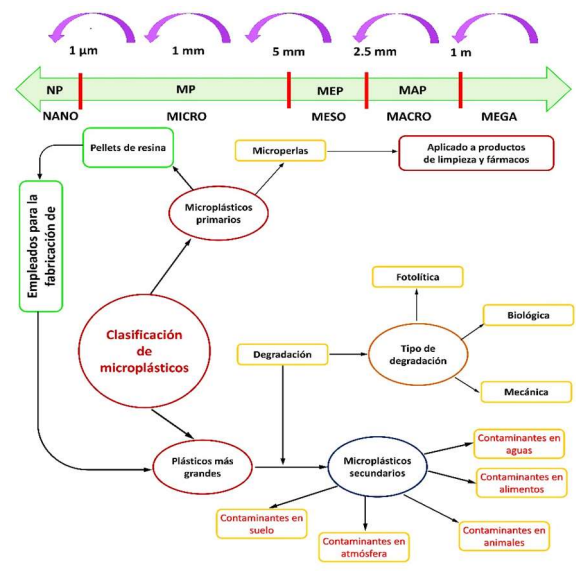 1 µm
1 mm
5 mm
2.5 mm
1 m
NP
MP
MEP
MAP
NANO
MICRO
MESO
MACRO
MEGA
Pellets de resina
Microperlas
Aplicado a productos
de limpieza y fármacos
Empleados para la
fabricación de
Microplásticos
primarios
Clasificación
de
microplásticos
Fotolítica
Biológica
Degradación
Tipo de
degradación
Mecánica
Plásticos más
grandes
Microplásticos
secundarios
Contaminantes en
aguas
Contaminantes en
alimentos
Contaminantes en
suelo
Contaminantes en
atmósfera
Contaminantes en
animales